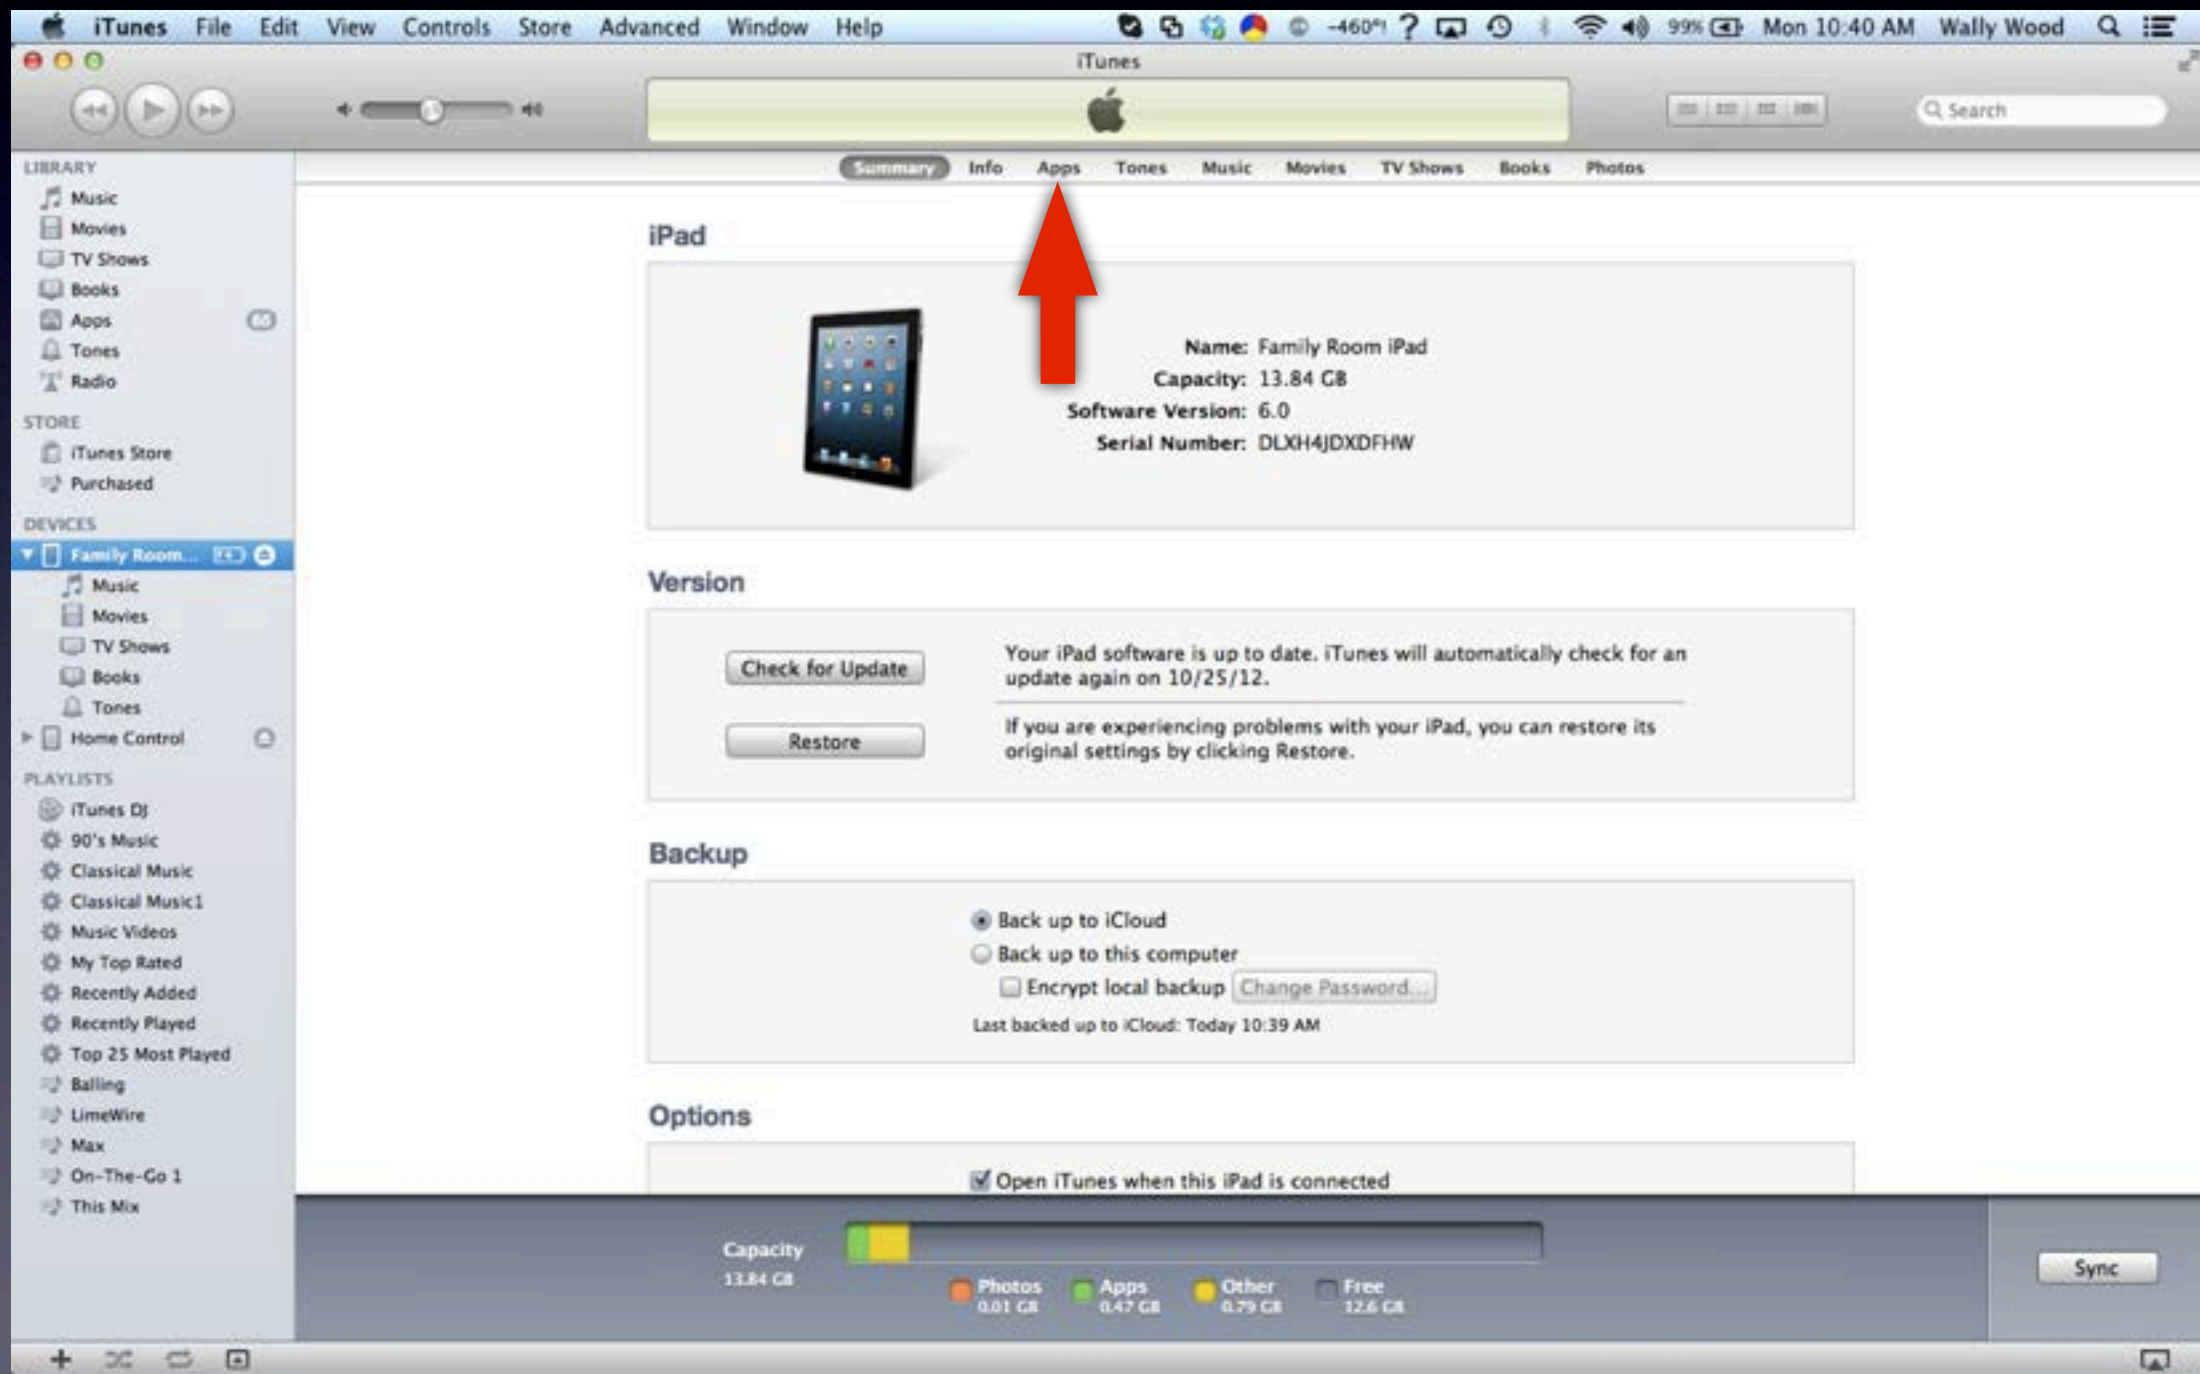 iTunes File Edit View Controls Store Advanced Window Help -460° ? 99% Mon 10:40 AM Wally Wood
iTunes
Search
Summary Info Apps Tones Music Movies TV Shows Books Photos
LIBRARY
Music
Movies
TV Shows
Books
Apps
Tones
Radio
STORE
iTunes Store
Purchased
DEVICES
Family Room...
Music
Movies
TV Shows
Books
Tones
Home Control
PLAYLISTS
iTunes DJ
90's Music
Classical Music
Classical Music1
Music Videos
My Top Rated
Recently Added
Recently Played
Top 25 Most Played
Balling
LimeWire
Max
On-The-Go 1
This Mix
iPad
Name: Family Room iPad
Capacity: 13.84 GB
Software Version: 6.0
Serial Number: DLXH4JDXDFHW
Version
Check for Update
Your iPad software is up to date. iTunes will automatically check for an
update again on 10/25/12.
Restore
If you are experiencing problems with your iPad, you can restore its
original settings by clicking Restore.
Backup
Back up to iCloud
Back up to this computer
Encrypt local backup Change Password...
Last backed up to iCloud: Today 10:39 AM
Options
Open iTunes when this iPad is connected
Capacity
13.84 GB
Photos
0.01 GB
Apps
0.47 GB
Other
0.79 GB
Free
12.6 GB
Sync